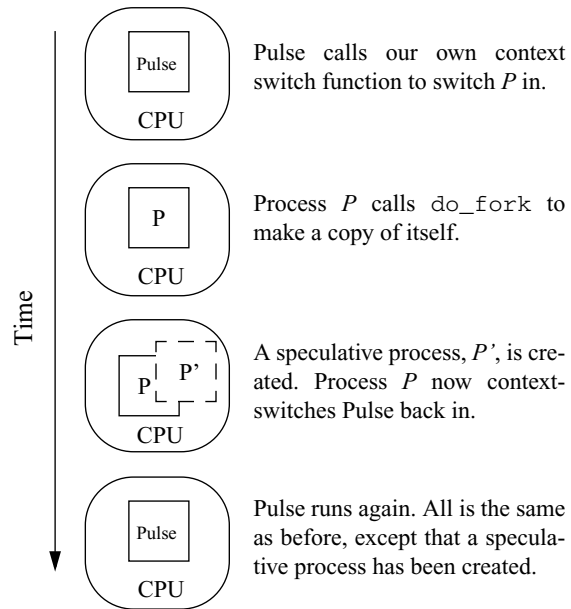 Pulse
CPU
Pulse calls our own context
switch function to switch P in.
P
CPU
Process P calls do_fork to
make a copy of itself.
Time
P P'
CPU
A speculative process, P’, is cre-
ated. Process P now context-
switches Pulse back in.
Pulse
CPU
Pulse runs again. All is the same
as before, except that a specula-
tive process has been created.